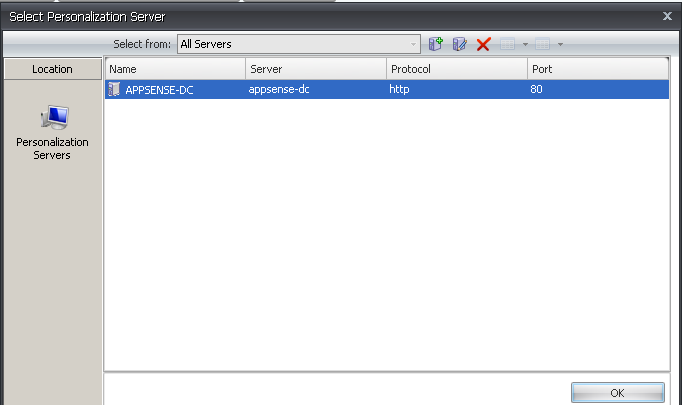 Select Personalization Server
Select from: All Servers
Location
Name Server Protocol Port
APPSENSE-DC appsense-dc http 80
Personalization
Servers
OK